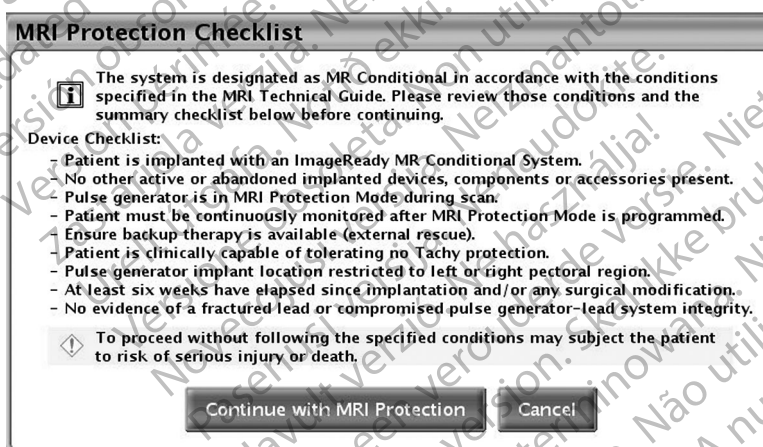 MRI Protection Checklist
The system is designated as MR Conditional in accordance with the conditions
specified in the MRI Technical Guide. Please review those conditions and the
summary checklist below before continuing.
Device Checklist:
- Patient is implanted with an ImageReady MR Conditional System.
- No other active or abandoned implanted devices, components or accessories present.
- Pulse generator is in MRI Protection Mode during scan.
- Patient must be continuously monitored after MRI Protection Mode is programmed.
- Ensure backup therapy is available (external rescue).
- Patient is clinically capable of tolerating no Tachy protection.
- Pulse generator implant location restricted to left or right pectoral region.
- At least six weeks have elapsed since implantation and/or any surgical modification.
- No evidence of a fractured lead or compromised pulse generator-lead system integrity.
To proceed without following the specified conditions may subject the patient
to risk of serious injury or death.
Continue with MRI Protection Cancel